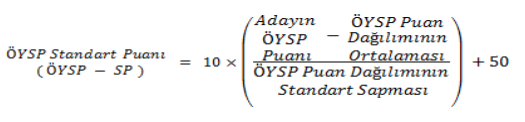 ÖYSP Standart Puanı
( ÖYSP − SP )
= 10 ×
Adayın
ÖYSP
Puanı
−
ÖYSP Puan
Dağılımının
Ortalaması
ÖYSP Puan Dağılımının
Standart Sapması
+ 50